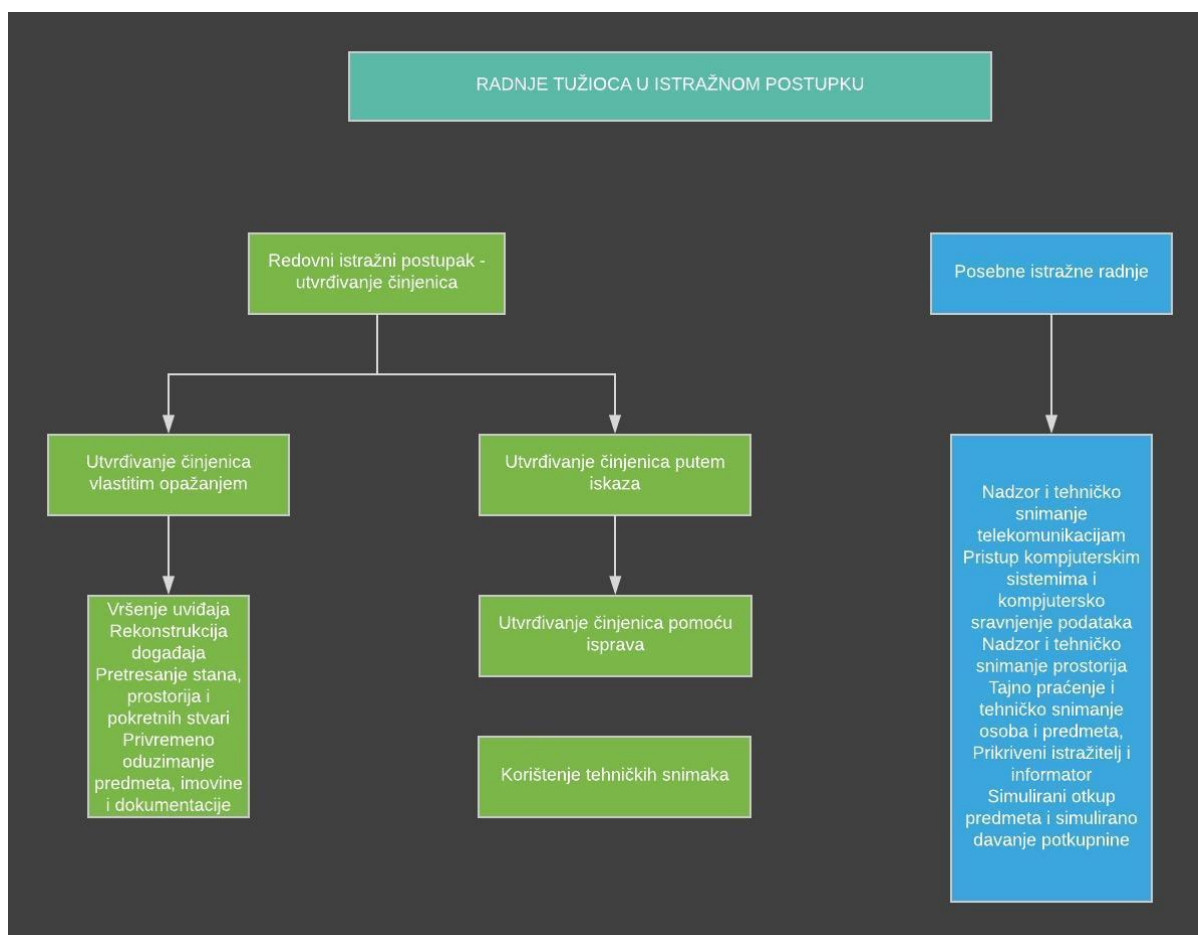 RADNJE TUŽIOCA U ISTRAŽNOM POSTUPKU
Redovni istražni postupak -
utvrđivanje činjenica
Posebne istražne radnje
Utvrđivanje činjenica
vlastitim opažanjem
Utvrđivanje činjenica putem
iskaza
Vršenje uviđaja
Rekonstrukcija
događaja
Pretresanje stana,
prostorija i
pokretnih stvari
Privremeno
oduzimanje
predmeta, imovine
i dokumentacije
Utvrđivanje činjenica pomoću
isprava
Korištenje tehničkih snimaka
Nadzor i tehničko
snimanje
telekomunikacijam
Pristup kompjuterskim
sistemima i
kompjutersko
sravnjenje podataka
Nadzor i tehničko
snimanje prostorija
Tajno praćenje i
tehničko snimanje
osoba i predmeta,
Prikriveni istražitelj i
informator
Simulirani otkup
predmeta i simulirano
davanje potkupnine